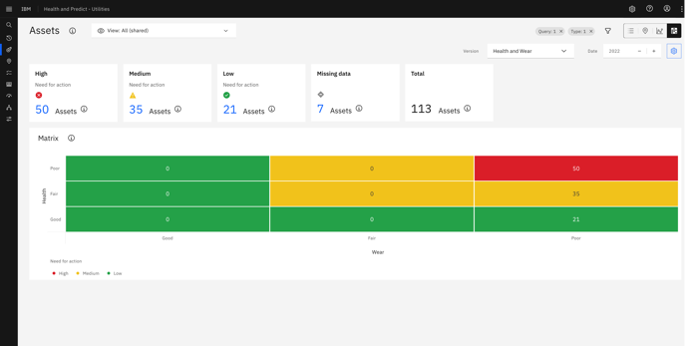 IBM Health and Predict - Utilities
Assets View: All (shared) Query: 1 Type: 1
Version Health and Wear Date 2022
High Medium Low Missing data Total
Need for action Need for action Need for action
50 Assets 35 Assets 21 Assets 7 Assets 113 Assets
Matrix
Poor 0 0 50
Health
Fair 0 0 35
Good 0 0 21
Good Fair Poor
Wear
Need for action
High Medium Low